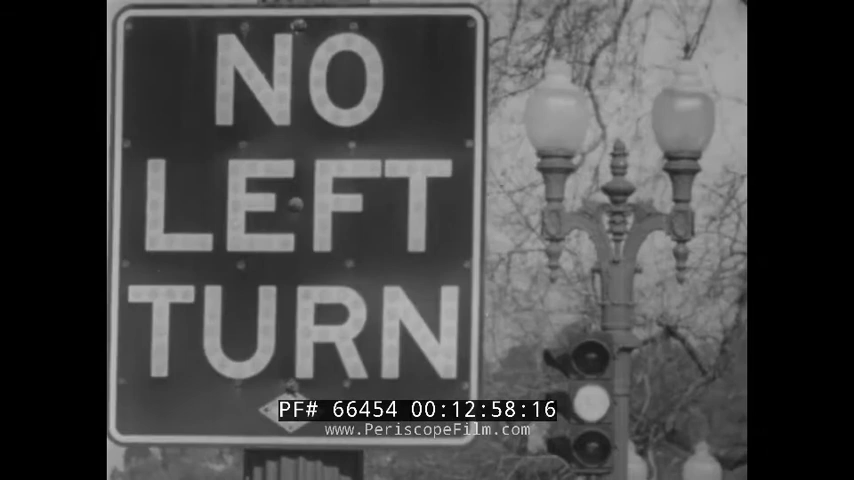 NO
LEFT
TURN
PF# 66454 00:12:58:16
www.PeriscopeFilm.com